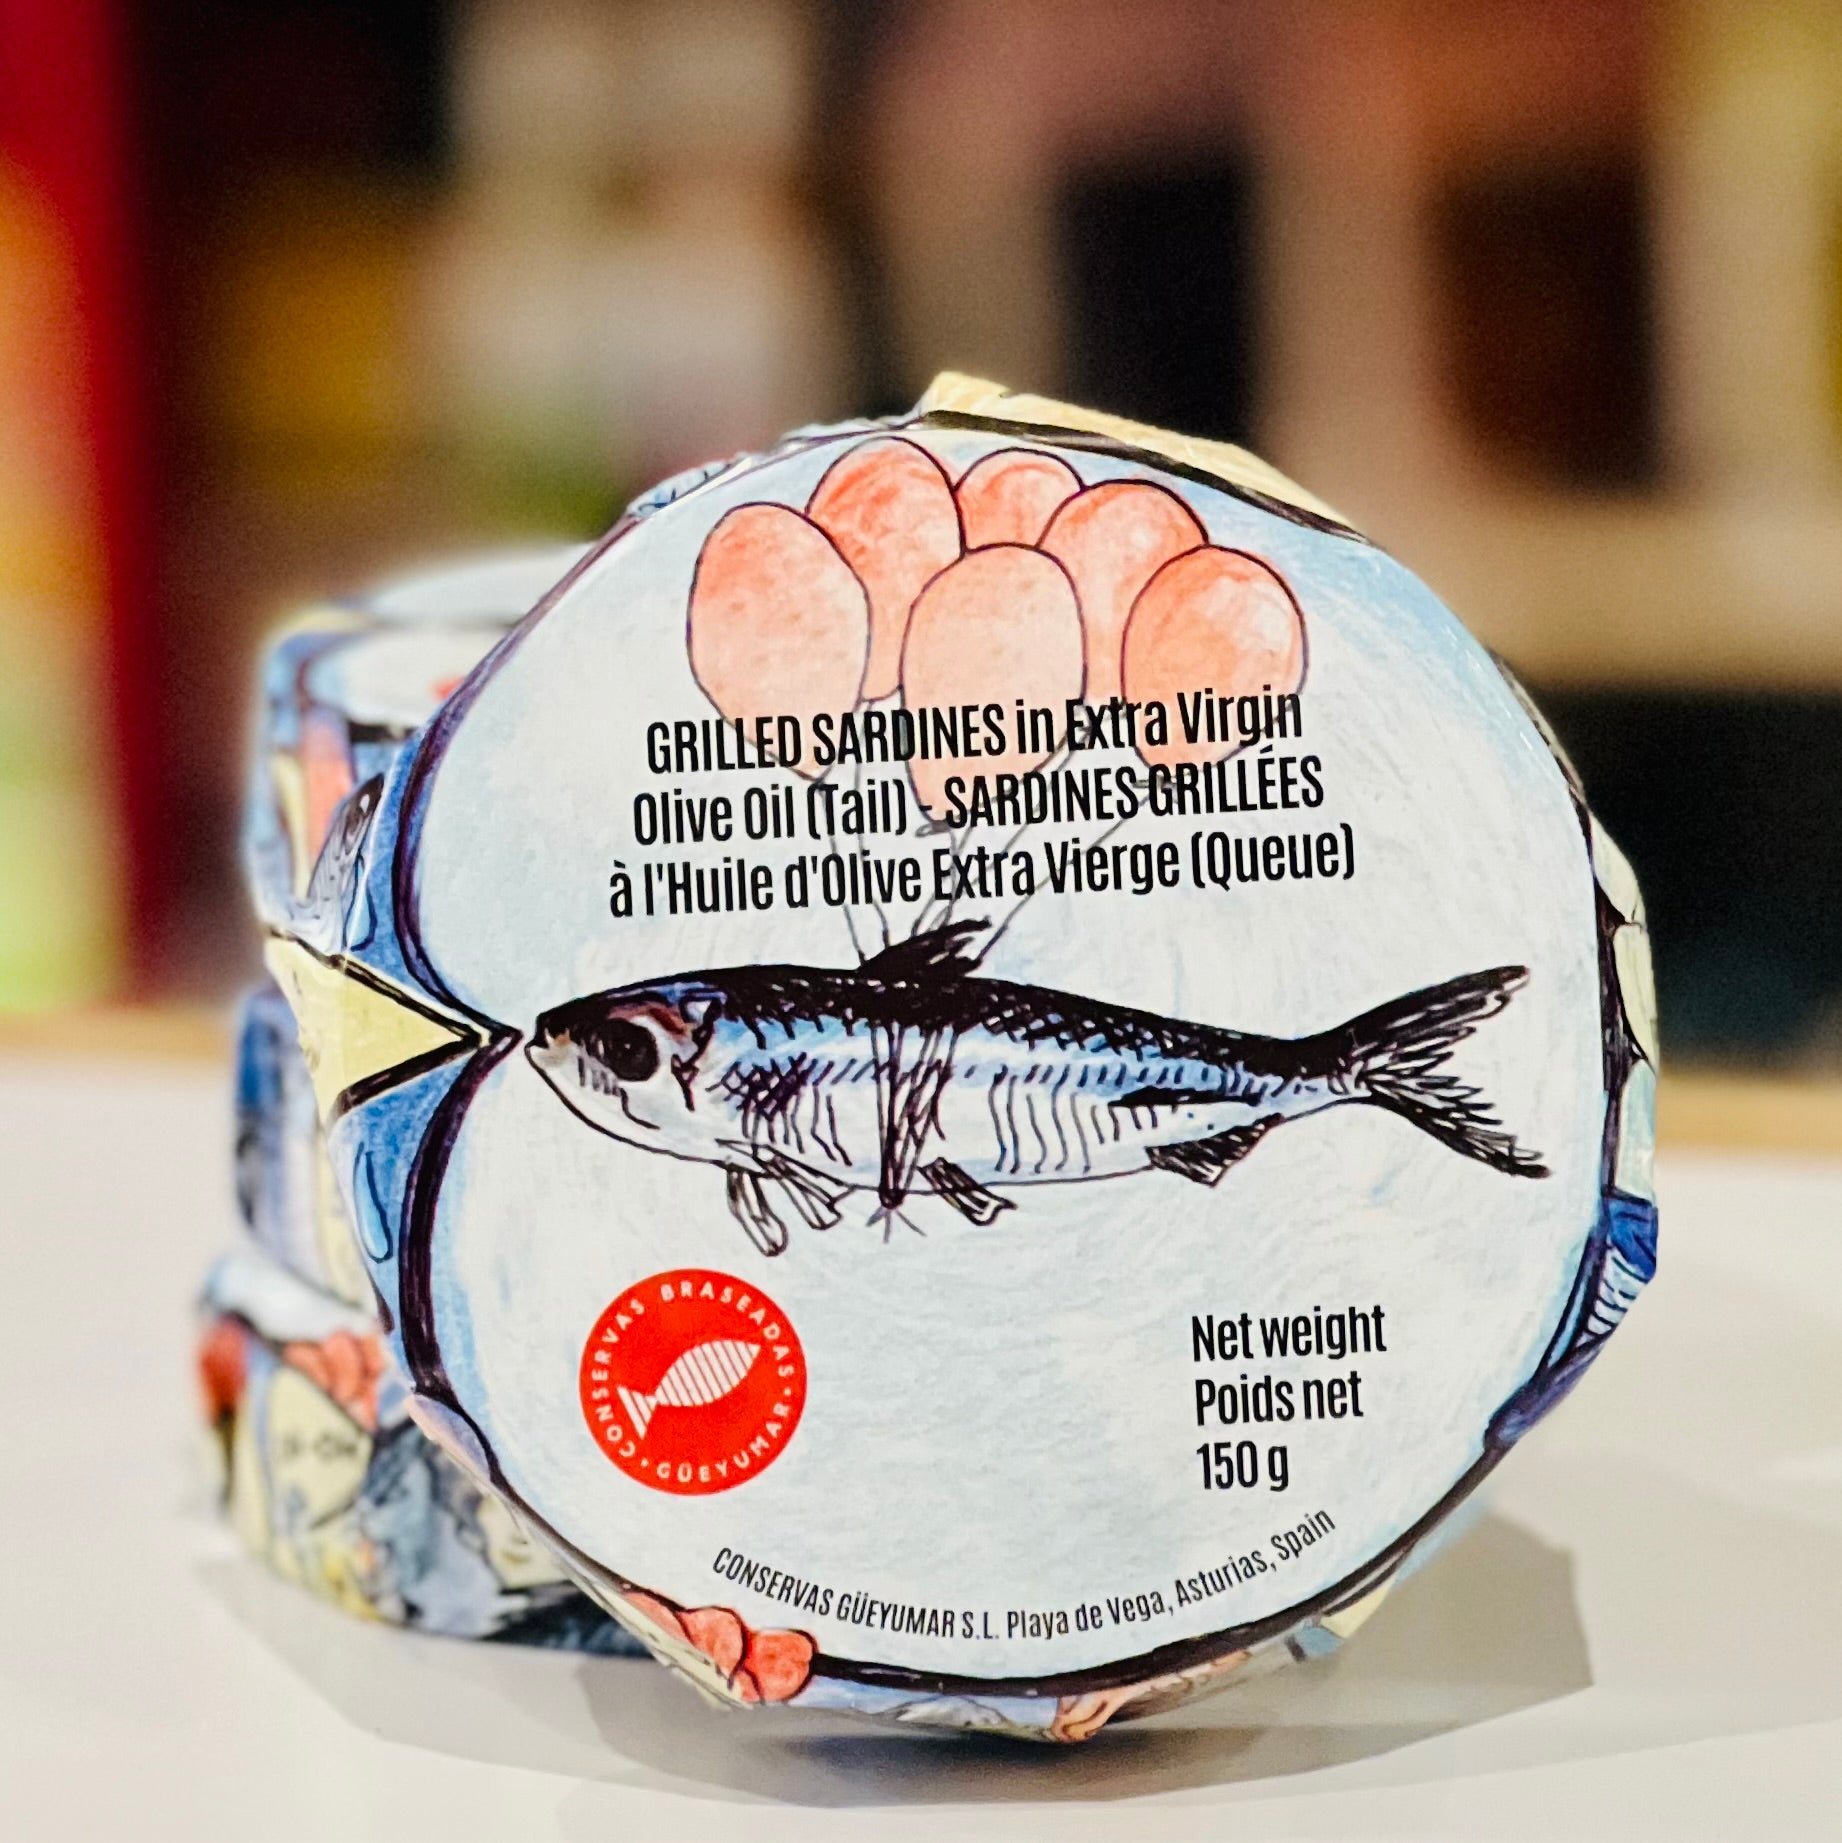 GRILLED SARDINES in Extra Virgin
Olive Oil (Tail) - SARDINES GRILLÉES
à l'Huile d'Olive Extra Vierge (Queue)
CONSERVAS BRASEADAS · GÜEYUMAR ·
Net weight
Poids net
150 g
CONSERVAS GÜEYUMAR S.L. Playa de Vega, Asturias, Spain